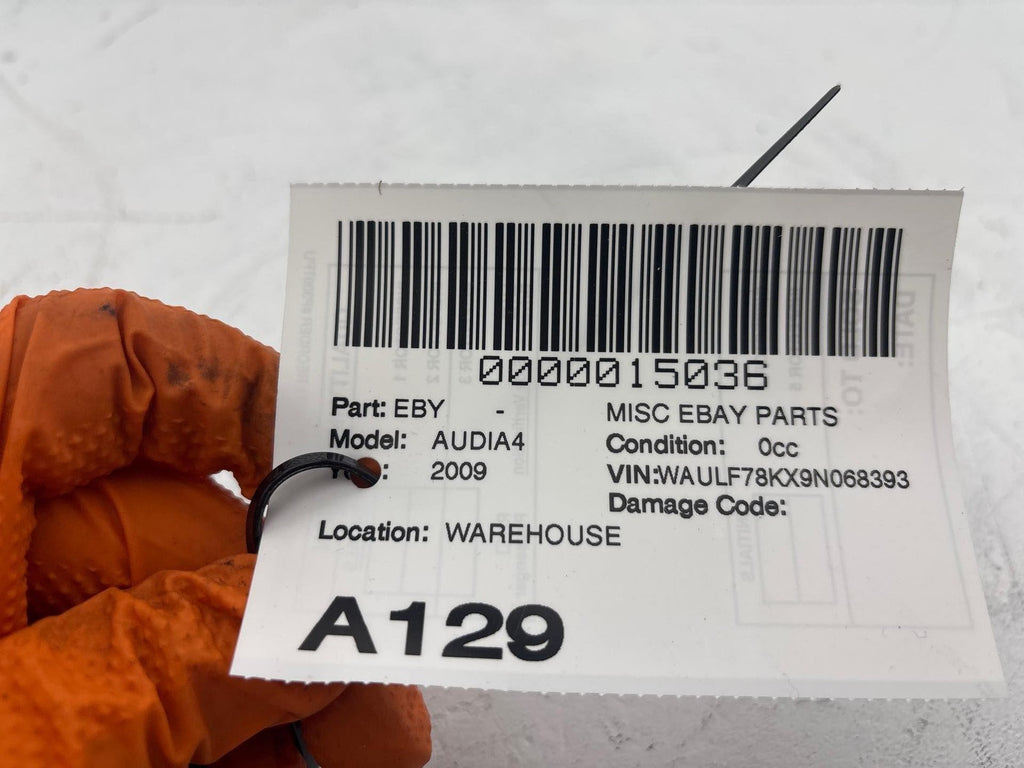 0000015036
Part: EBY - MISC EBAY PARTS
Model: AUDIA4 Condition: 0cc
: 2009 VIN:WAULF78KX9N068393
Damage Code:
Location: WAREHOUSE
A129